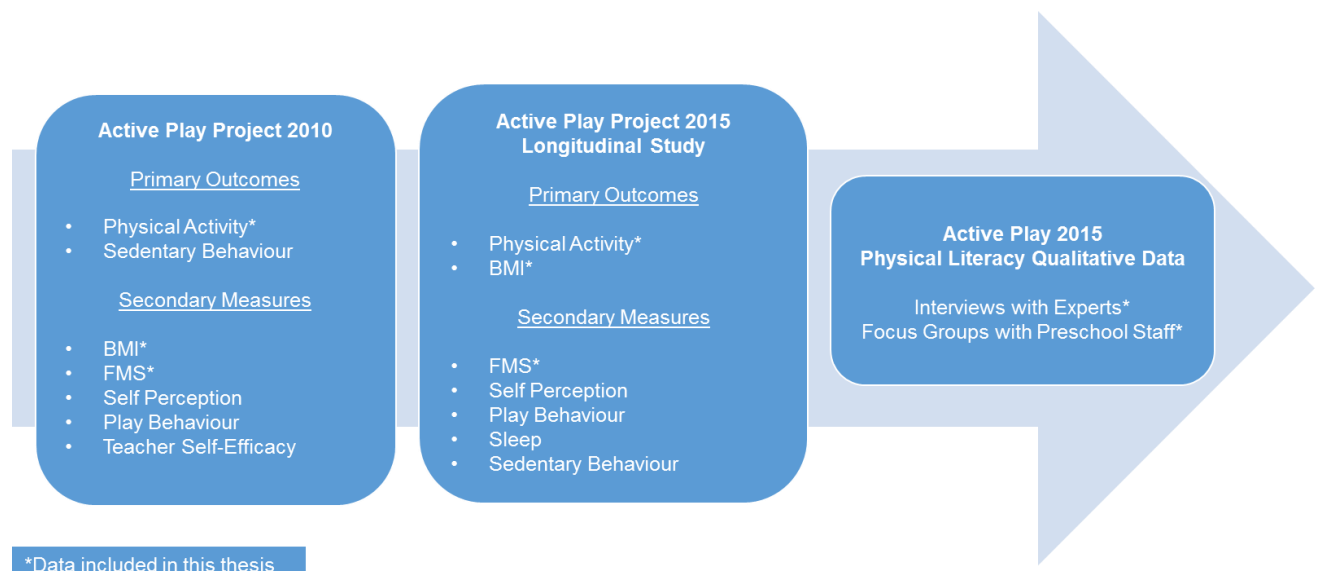 Active Play Project 2010
Primary Outcomes
• Physical Activity*
• Sedentary Behaviour
Secondary Measures
• BMI*
• FMS*
• Self Perception
• Play Behaviour
• Teacher Self-Efficacy
Active Play Project 2015
Longitudinal Study
Primary Outcomes
• Physical Activity*
• BMI*
Secondary Measures
• FMS*
• Self Perception
• Play Behaviour
• Sleep
• Sedentary Behaviour
Active Play 2015
Physical Literacy Qualitative Data
Interviews with Experts*
Focus Groups with Preschool Staff*
*Data included in this thesis